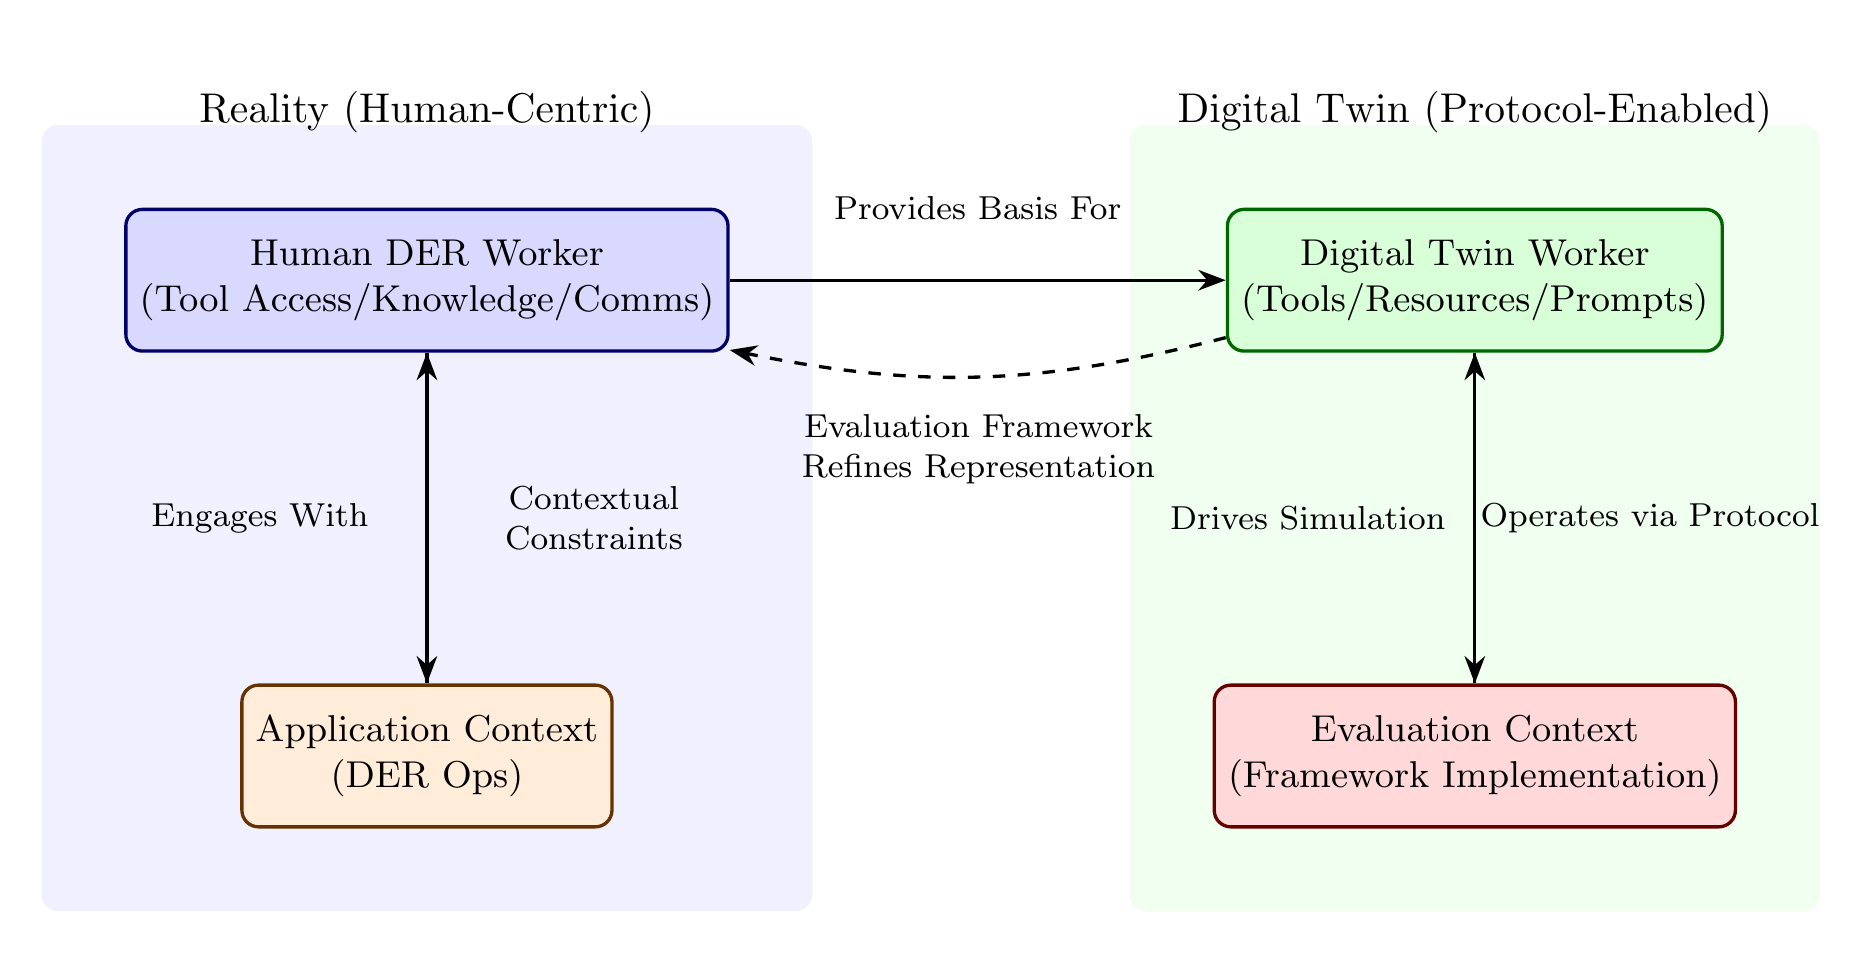 Reality (Human-Centric)
Digital Twin (Protocol-Enabled)
Provides Basis For
Human DER Worker
(Tool Access/Knowledge/Comms)
Digital Twin Worker
(Tools/Resources/Prompts)
Evaluation Framework
Refines Representation
Engages With
Contextual
Constraints
Drives Simulation
Operates via Protocol
Application Context
(DER Ops)
Evaluation Context
(Framework Implementation)